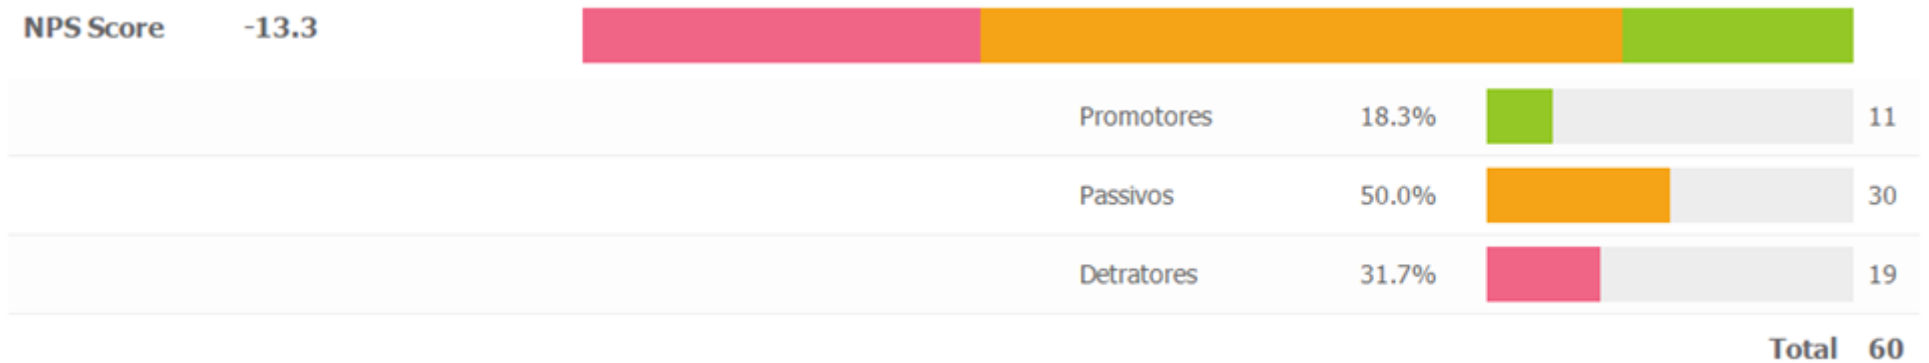 NPS Score -13.3
Promotores 18.3% 11
Passivos 50.0% 30
Detratores 31.7% 19
Total 60